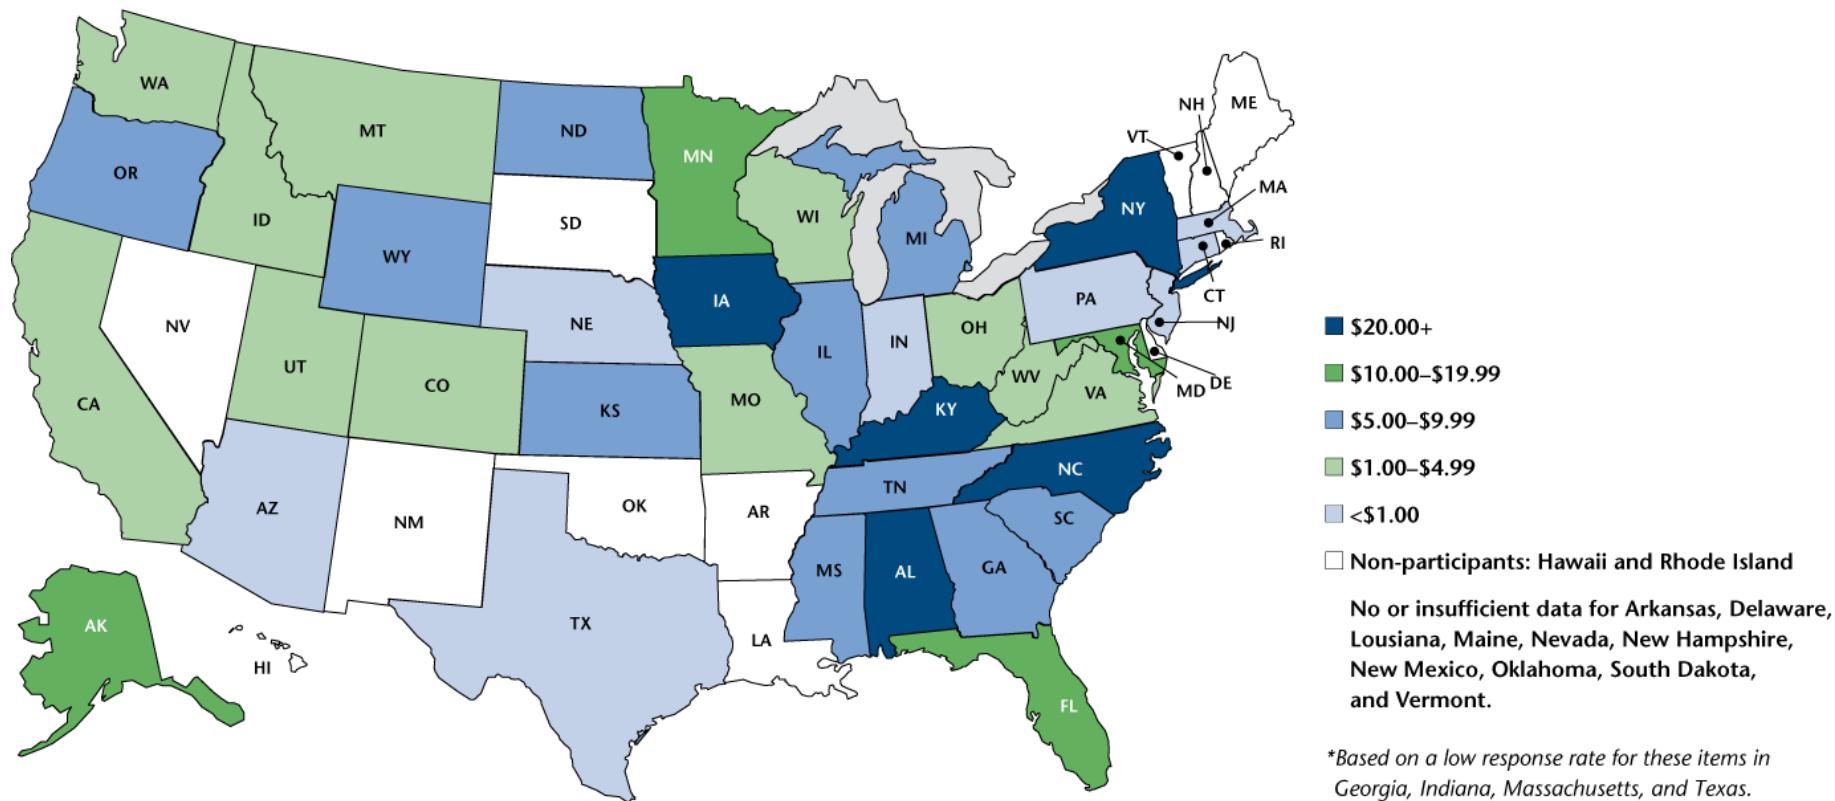 WA
MT
ND
MN
OR
ID
WY
SD
WI
MI
NY
VT
NH
ME
MA
RI
CT
NJ
PA
DE
MD
CA
NV
UT
CO
NE
KS
IA
MO
IL
IN
OH
WV
VA
KY
NC
TN
SC
AZ
NM
OK
AR
TX
LA
MS
AL
GA
FL
AK
HI
$20.00+
$10.00–$19.99
$5.00–$9.99
$1.00–$4.99
<$1.00
Non-participants: Hawaii and Rhode Island
No or insufficient data for Arkansas, Delaware,
Lousiana, Maine, Nevada, New Hampshire,
New Mexico, Oklahoma, South Dakota,
and Vermont.
*Based on a low response rate for these items in
Georgia, Indiana, Massachusetts, and Texas.